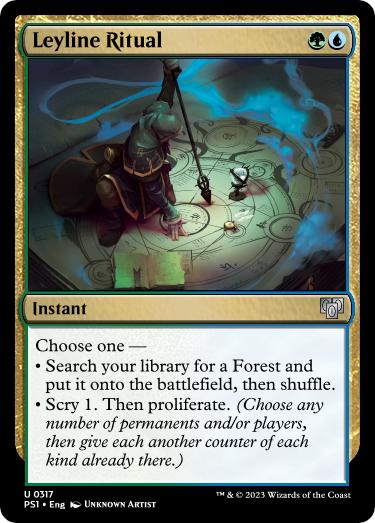 Leyline Ritual
Instant
Choose one —
• Search your library for a Forest and
put it onto the battlefield, then shuffle.
• Scry 1. Then proliferate. (Choose any
number of permanents and/or players,
then give each another counter of each
kind already there.)
U 0317
PS1 • Eng Unknown Artist
™ & © 2023 Wizards of the Coast